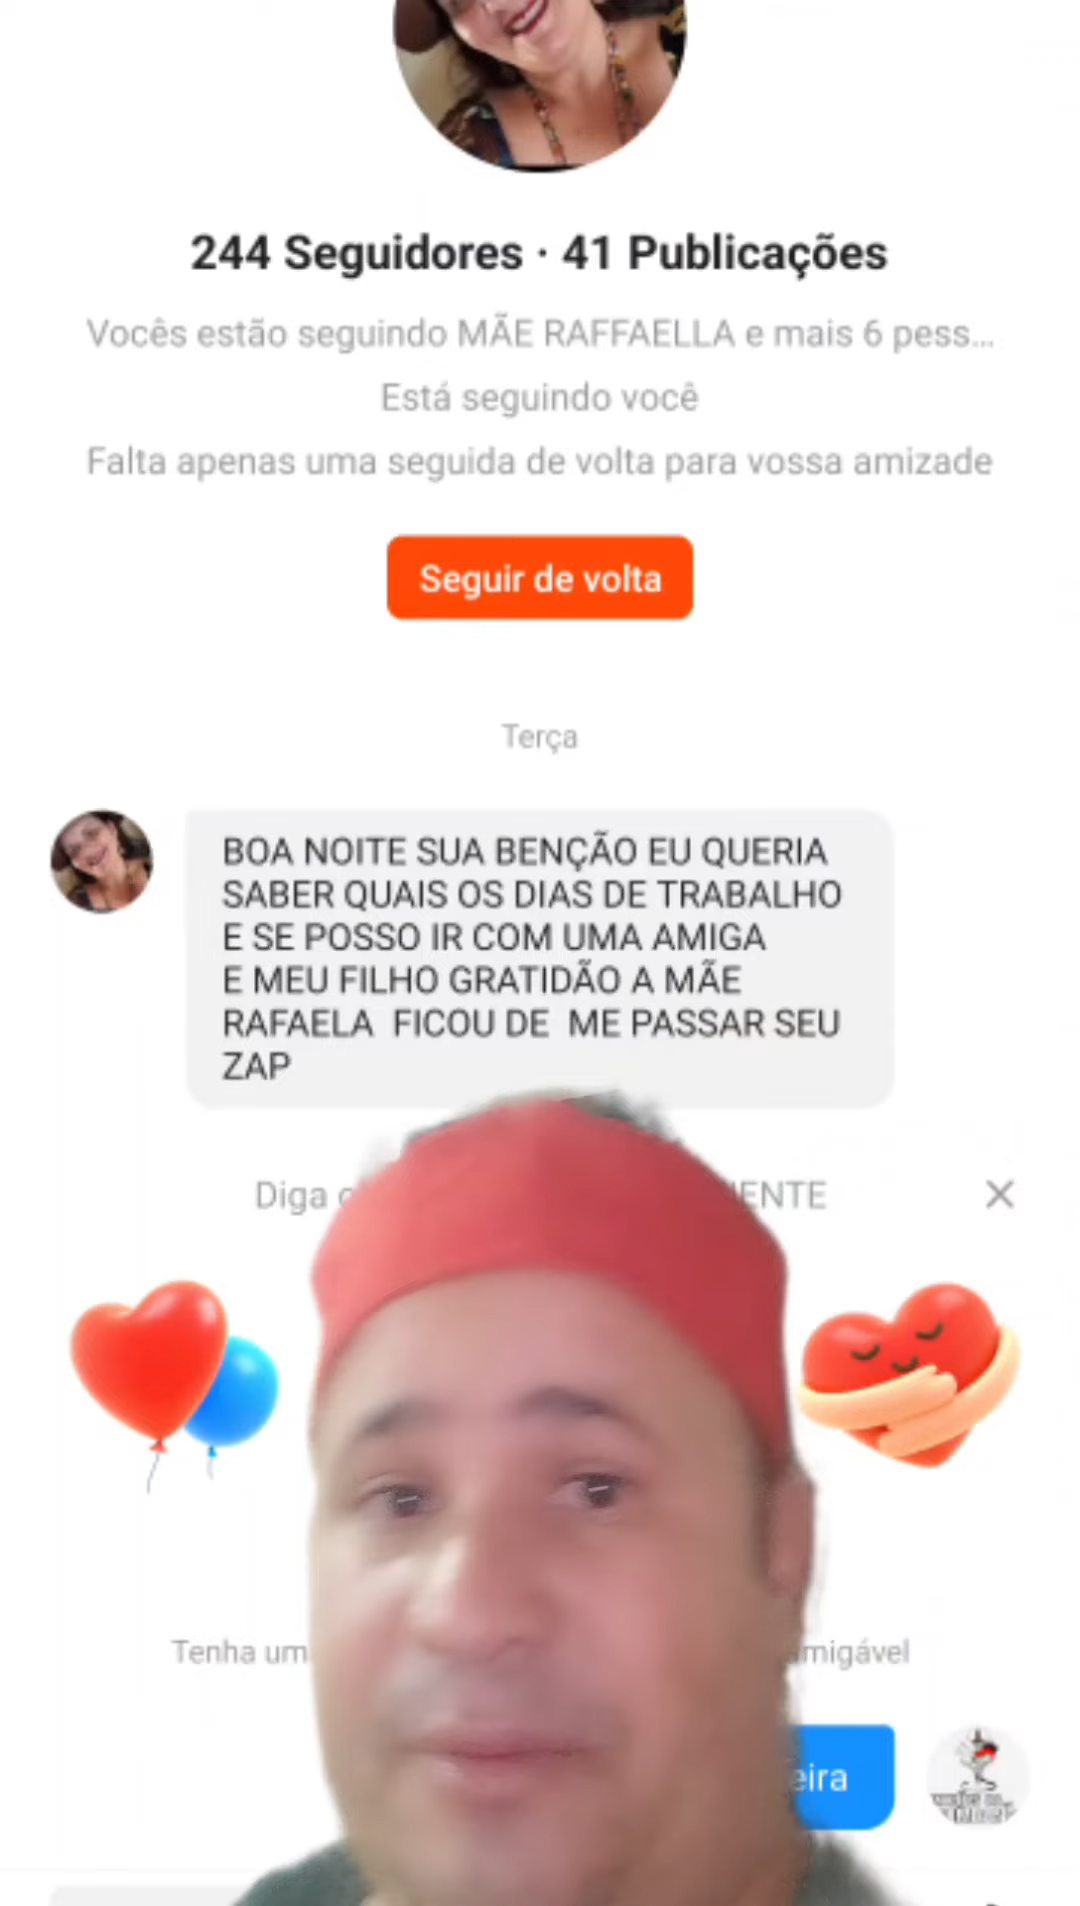 244 Seguidores · 41 Publicações
Vocês estão seguindo MÃE RAFFAELLA e mais 6 pess...
Está seguindo você
Falta apenas uma seguida de volta para vossa amizade
Seguir de volta
Terça
BOA NOITE SUA BENÇÃO EU QUERIA
SABER QUAIS OS DIAS DE TRABALHO
E SE POSSO IR COM UMA AMIGA
E MEU FILHO GRATIDÃO A MÃE
RAFAELA FICOU DE ME PASSAR SEU
ZAP
Diga
Tenha um